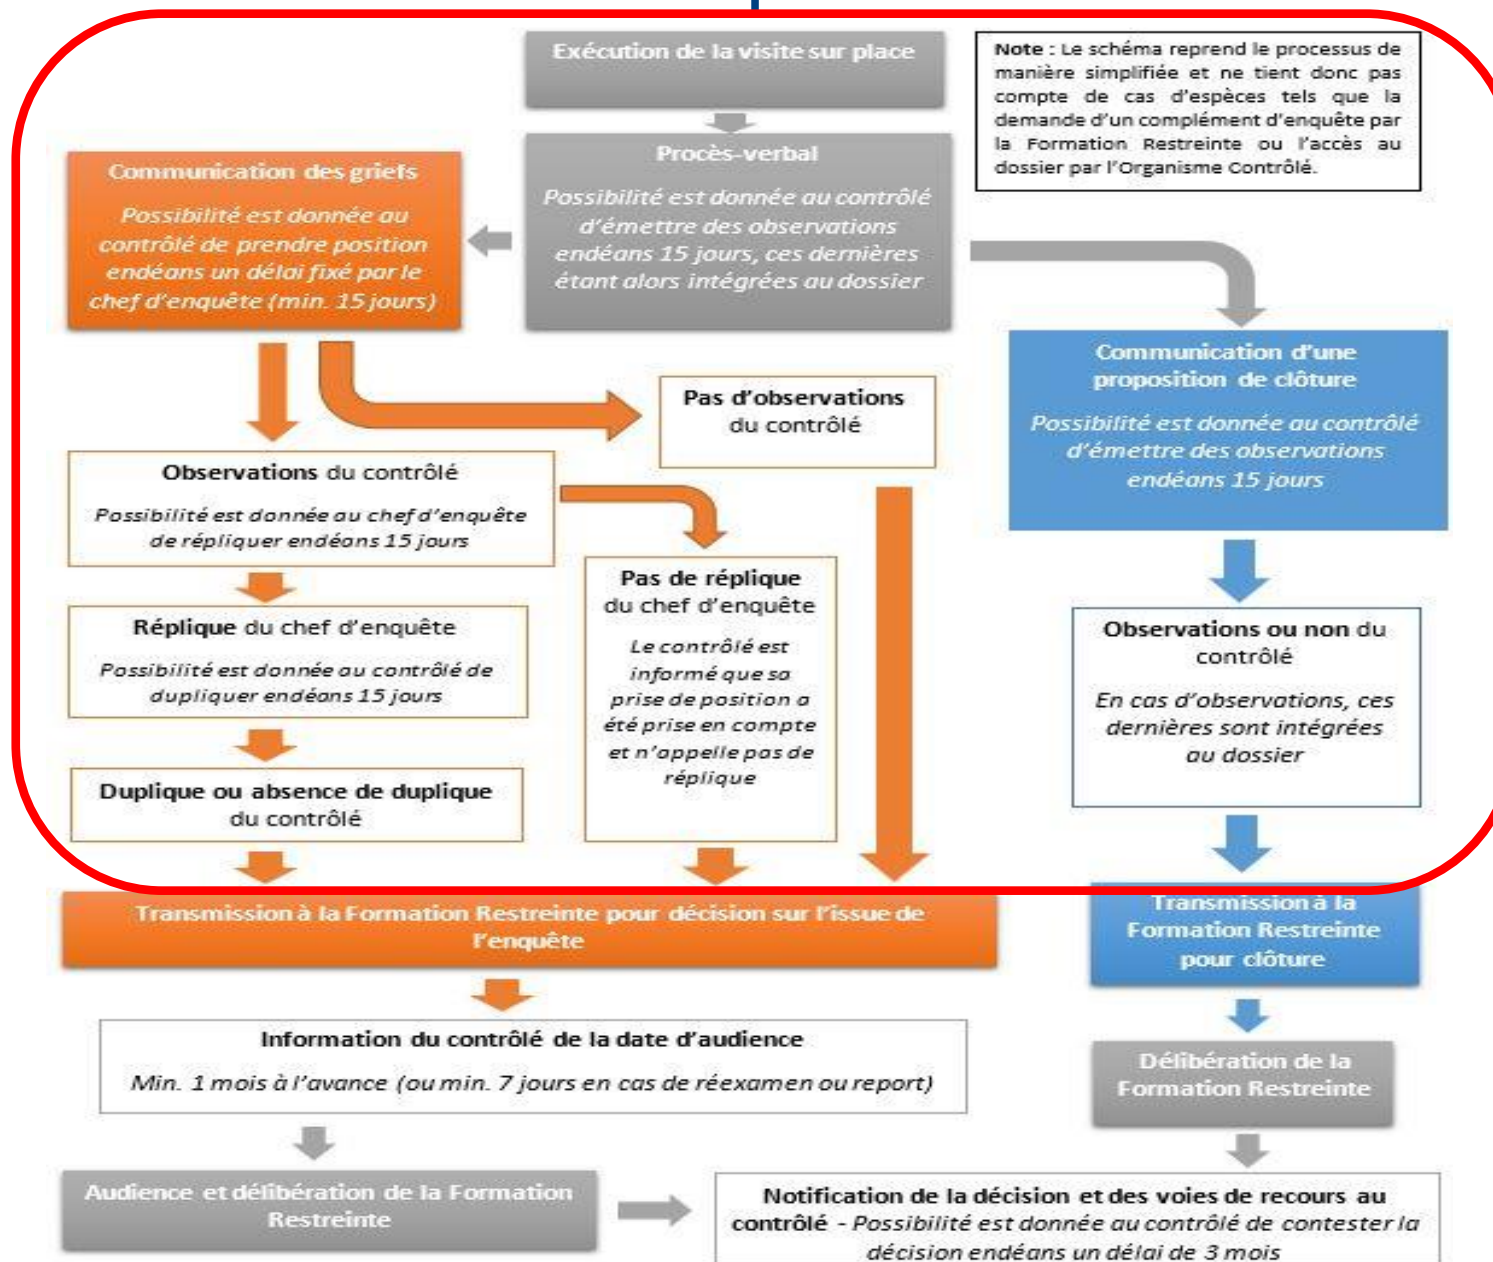 Exécution de la visite sur place
Note : Le schéma reprend le processus de
manière simplifiée et ne tient donc pas
compte de cas d'espèces tels que la
demande d'un complément d'enquête par
la Formation Restreinte ou l'accès au
dossier par l'Organisme Contrôlé.
Procès-verbal
Possibilité est donnée au contrôlé
d'émettre des observations
endéans 15 jours, ces dernières
étant alors intégrées au dossier
Communication des griefs
Possibilité est donnée au
contrôlé de prendre position
endéans un délai fixé par le
chef d'enquête (min. 15 jours)
Communication d'une
proposition de clôture
Possibilité est donnée au contrôlé
d'émettre des observations
endéans 15 jours
Pas d'observations
du contrôlé
Observations du contrôlé
Possibilité est donnée au chef d'enquête
de répliquer endéans 15 jours
Pas de réplique
du chef d'enquête
Le contrôlé est
informé que sa
prise de position a
été prise en compte
et n'appelle pas de
réplique
Réplique du chef d'enquête
Possibilité est donnée au contrôlé de
dupliquer endéans 15 jours
Observations ou non du
contrôlé
En cas d'observations, ces
dernières sont intégrées
au dossier
Duplique ou absence de duplique
du contrôlé
Transmission à la Formation Restreinte pour décision sur l'issue de
l'enquête
Transmission à la
Formation Restreinte
pour clôture
Information du contrôlé de la date d'audience
Min. 1 mois à l'avance (ou min. 7 jours en cas de réexamen ou report)
Délibération de la
Formation Restreinte
Audience et délibération de la Formation
Restreinte
Notification de la décision et des voies de recours au
contrôlé - Possibilité est donnée au contrôlé de contester la
décision endéans un délai de 3 mois